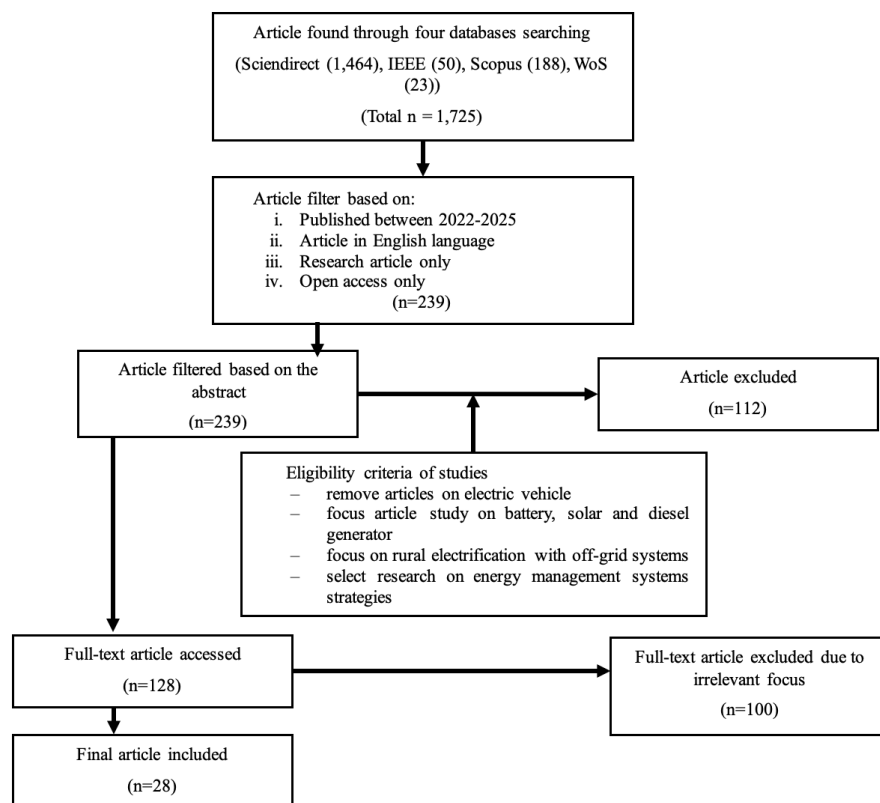 Article found through four databases searching
(Sciendirect (1,464), IEEE (50), Scopus (188), WoS
(23))
(Total n = 1,725)
Article filter based on:
i. Published between 2022-2025
ii. Article in English language
iii. Research article only
iv. Open access only
(n=239)
Article filtered based on the
abstract
(n=239)
Article excluded
(n=112)
Eligibility criteria of studies
– remove articles on electric vehicle
– focus article study on battery, solar and diesel
generator
– focus on rural electrification with off-grid systems
– select research on energy management systems
strategies
Full-text article accessed
(n=128)
Full-text article excluded due to
irrelevant focus
(n=100)
Final article included
(n=28)